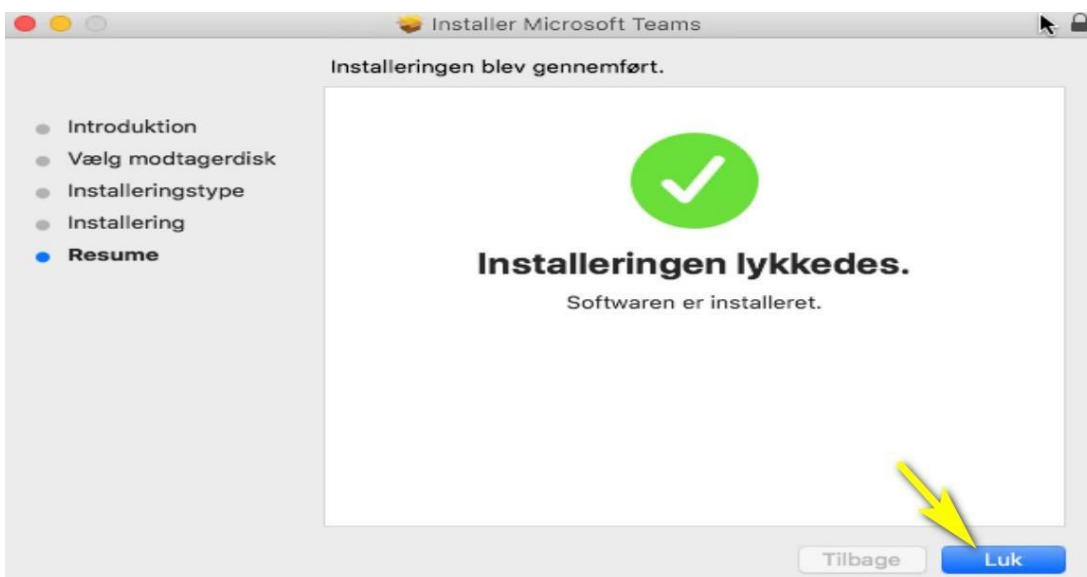 Installer Microsoft Teams
Installeringen blev gennemført.
Introduktion
Vælg modtagerdisk
Installeringstype
Installering
Resume
Installeringen lykkedes.
Softwaren er installeret.
Tilbage
Luk